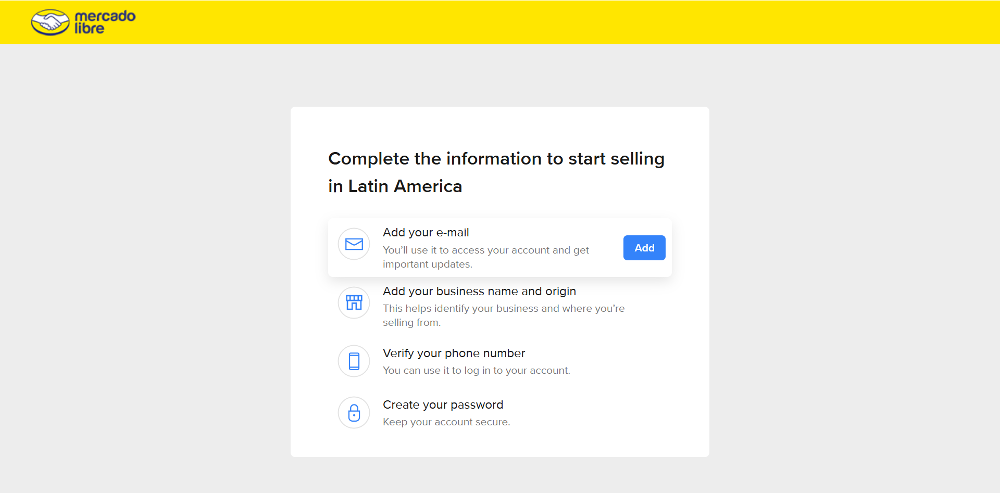 mercado
libre
Complete the information to start selling
in Latin America
Add your e-mail
You’ll use it to access your account and get
important updates.
Add
Add your business name and origin
This helps identify your business and where you’re
selling from.
Verify your phone number
You can use it to log in to your account.
Create your password
Keep your account secure.